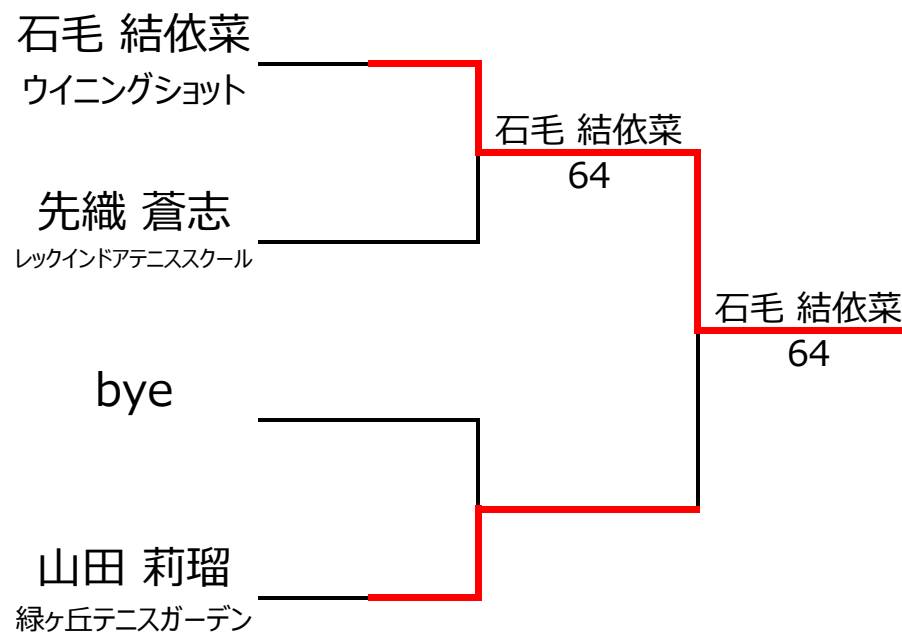 石毛 結依菜
ウイニングショット
石毛 結依菜
64
先織 蒼志
レックインドアテニススクール
石毛 結依菜
64
bye
山田 莉瑠
緑ヶ丘テニスガーデン